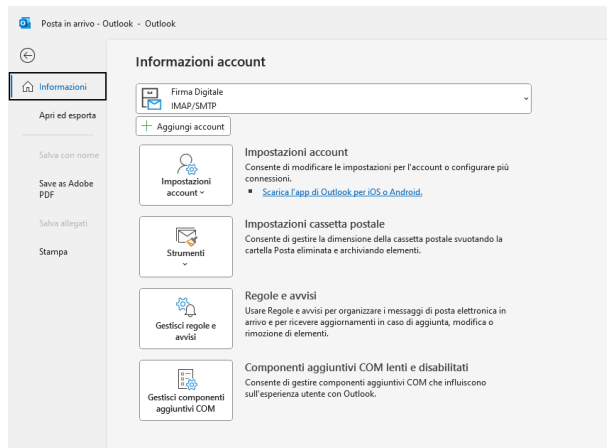 Posta in arrivo - Outlook - Outlook
Informazioni
Apri ed esporta
Salva con nome
Save as Adobe
PDF
Salva allegati
Stampa
Informazioni account
Firma Digitale
IMAP/SMTP
Aggiungi account
Impostazioni
account
Impostazioni account
Consente di modificare le impostazioni per l'account o configurare più
connessioni.
Scarica l'app di Outlook per iOS o Android.
Strumenti
Impostazioni cassetta postale
Consente di gestire la dimensione della cassetta postale svuotando la
cartella Posta eliminata e archiviando elementi.
Gestisci regole e
avvisi
Regole e avvisi
Usare Regole e avvisi per organizzare i messaggi di posta elettronica in
arrivo e per ricevere aggiornamenti in caso di aggiunta, modifica o
rimozione di elementi.
Gestisci componenti
aggiuntivi COM
Componenti aggiuntivi COM lenti e disabilitati
Consente di gestire componenti aggiuntivi COM che influiscono
sull'esperienza utente con Outlook.